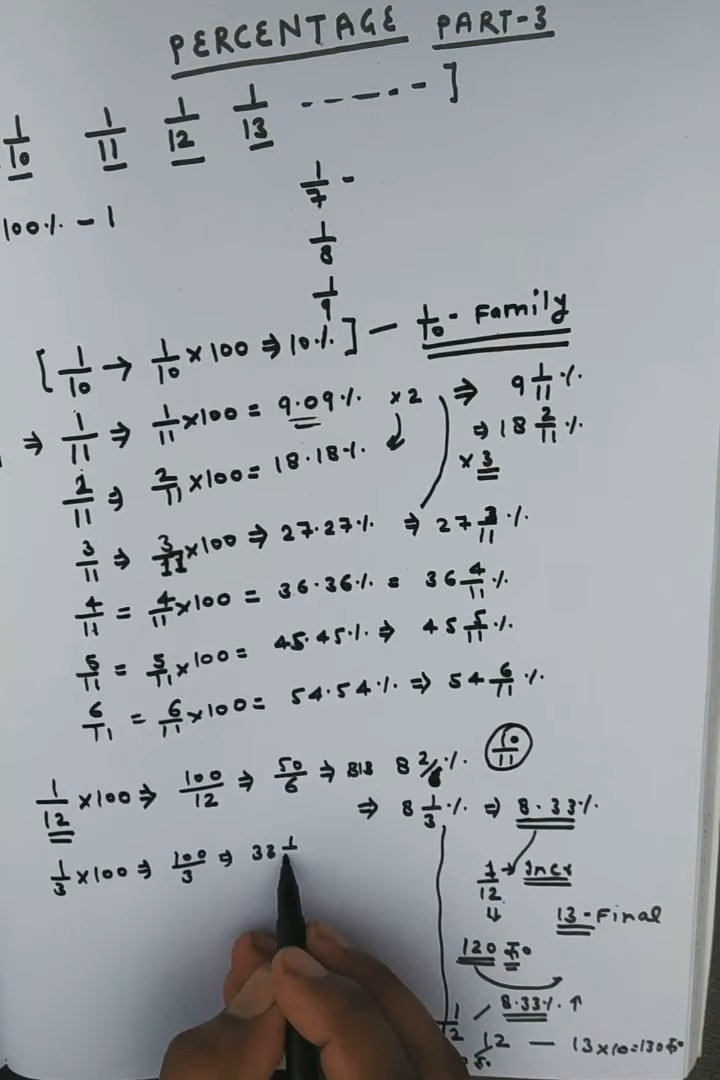 PERCENTAGE PART-3
1/10 1/11 1/12 1/13 ------ ]
1/7 -
100% - 1
1/8
1/9
[ 1/10 → 1/10 × 100 ⇒ 10% ] — 1/10 - Family
⇒ 1/11 ⇒ 1/11 × 100 = 9.09% × 2 ⇒ 9 1/11 %
2/11 ⇒ 2/11 × 100 = 18.18% ⇒ 18 2/11 %
× 3
3/11 ⇒ 3/11 × 100 ⇒ 27.27% ⇒ 27 3/11 %
4/11 = 4/11 × 100 = 36.36% = 36 4/11 %
5/11 = 5/11 × 100 = 45.45% ⇒ 45 5/11 %
6/11 = 6/11 × 100 = 54.54% ⇒ 54 6/11 %
10/11
1/12 × 100 ⇒ 100/12 ⇒ 50/6 ⇒ 8 2/6 %
⇒ 8 1/3 % ⇒ 8.33%
1/3 × 100 ⇒ 100/3 ⇒ 33 1
1/12 → Incr
13 - Final
120
1/12 8.33% ↑
12 — 13×10=130